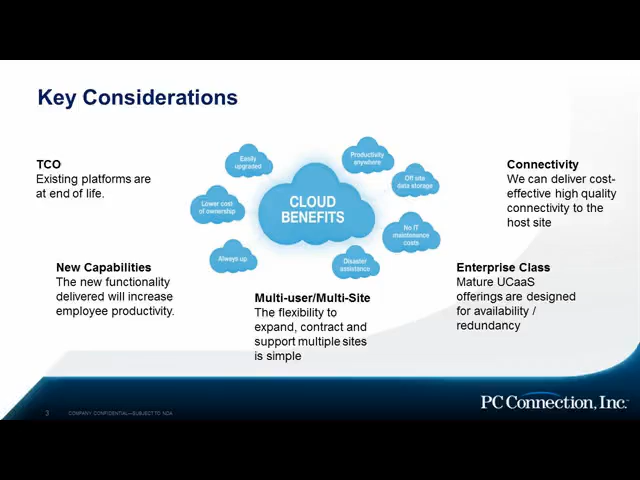 Key Considerations
TCO
Existing platforms are
at end of life.
Easily
upgraded
Productivity
anywhere
Off site
data storage
Lower cost
of ownership
CLOUD
BENEFITS
No IT
maintenance
costs
Always up
Disaster
assistance
Connectivity
We can deliver cost-
effective high quality
connectivity to the
host site
New Capabilities
The new functionality
delivered will increase
employee productivity.
Multi-user/Multi-Site
The flexibility to
expand, contract and
support multiple sites
is simple
Enterprise Class
Mature UCaaS
offerings are designed
for availability /
redundancy
3
COMPANY CONFIDENTIAL—SUBJECT TO NDA
PC Connection, Inc.